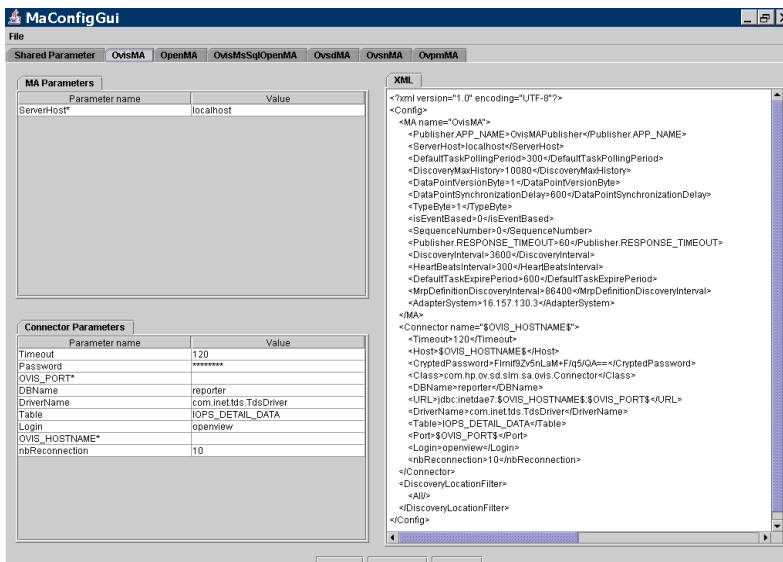 MaConfigGui
File
Shared Parameter OvisMA OpenMA OvisMsSqlOpenMA OvsdMA OvsnMA OvpmMA
MA Parameters
Parameter name Value
ServerHost* localhost
Connector Parameters
Parameter name Value
Timeout 120
Password ********
OVIS_PORT*
DBName reporter
DriverName com.inet.tds.TdsDriver
Table IOPS_DETAIL_DATA
Login openview
OVIS_HOSTNAME*
nbReconnection 10
XML
<?xml version="1.0" encoding="UTF-8"?>
<Config>
<MA name="OvisMA">
<Publisher.APP_NAME>OvisMAPublisher</Publisher.APP_NAME>
<ServerHost>localhost</ServerHost>
<DefaultTaskPollingPeriod>300</DefaultTaskPollingPeriod>
<DiscoveryMaxHistory>10080</DiscoveryMaxHistory>
<DataPointVersionByte>1</DataPointVersionByte>
<DataPointSynchronizationDelay>600</DataPointSynchronizationDelay>
<TypeByte>1</TypeByte>
<isEventBased>0</isEventBased>
<SequenceNumber>0</SequenceNumber>
<Publisher.RESPONSE_TIMEOUT>60</Publisher.RESPONSE_TIMEOUT>
<DiscoveryInterval>3600</DiscoveryInterval>
<HeartBeatsInterval>300</HeartBeatsInterval>
<DefaultTaskExpirePeriod>600</DefaultTaskExpirePeriod>
<MrpDefinitionDiscoveryInterval>86400</MrpDefinitionDiscoveryInterval>
<AdapterSystem>16.157.130.3</AdapterSystem>
</MA>
<Connector name="$OVIS_HOSTNAME$">
<Timeout>120</Timeout>
<Host>$OVIS_HOSTNAME$</Host>
<CryptedPassword>FIrnif9Zv5nLaM+F/q5/QA==</CryptedPassword>
<Class>com.hp.ov.sd.slm.sa.ovis.Connector</Class>
<DBName>reporter</DBName>
<URL>jdbc:inetdae7:$OVIS_HOSTNAME$:$OVIS_PORT$</URL>
<DriverName>com.inet.tds.TdsDriver</DriverName>
<Table>IOPS_DETAIL_DATA</Table>
<Port>$OVIS_PORT$</Port>
<Login>openview</Login>
<nbReconnection>10</nbReconnection>
</Connector>
<DiscoveryLocationFilter>
<All/>
</DiscoveryLocationFilter>
</Config>